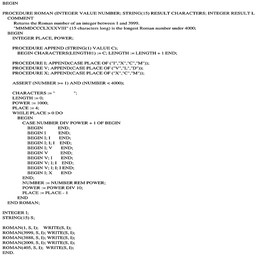 BEGIN
PROCEDURE ROMAN (INTEGER VALUE NUMBER; STRING(15) RESULT CHARACTERS; INTEGER RESULT LENGTH);
COMMENT
Returns the Roman number of an integer between 1 and 3999.
"MMMDCCCLXXXVIII" (15 characters long) is the longest Roman number under 4000;
BEGIN
INTEGER PLACE, POWER;
PROCEDURE APPEND (STRING(1) VALUE C);
BEGIN CHARACTERS(LENGTH|1) := C; LENGTH := LENGTH + 1 END;
PROCEDURE I; APPEND(CASE PLACE OF ("I","X","C","M"));
PROCEDURE V; APPEND(CASE PLACE OF ("V","L","D"));
PROCEDURE X; APPEND(CASE PLACE OF ("X","C","M"));
ASSERT (NUMBER >= 1) AND (NUMBER < 4000);
CHARACTERS := " ";
LENGTH := 0;
POWER := 1000;
PLACE := 4;
WHILE PLACE > 0 DO
BEGIN
CASE NUMBER DIV POWER + 1 OF BEGIN
BEGIN END;
BEGIN I END;
BEGIN I; I END;
BEGIN I; I; I END;
BEGIN I; V END;
BEGIN V END;
BEGIN V; I END;
BEGIN V; I; I END;
BEGIN V; I; I; I END;
BEGIN I; X END
END;
NUMBER := NUMBER REM POWER;
POWER := POWER DIV 10;
PLACE := PLACE - 1
END
END ROMAN;
INTEGER I;
STRING(15) S;
ROMAN(1, S, I); WRITE(S, I);
ROMAN(3999, S, I); WRITE(S, I);
ROMAN(3888, S, I); WRITE(S, I);
ROMAN(2009, S, I); WRITE(S, I);
ROMAN(405, S, I); WRITE(S, I);
END.